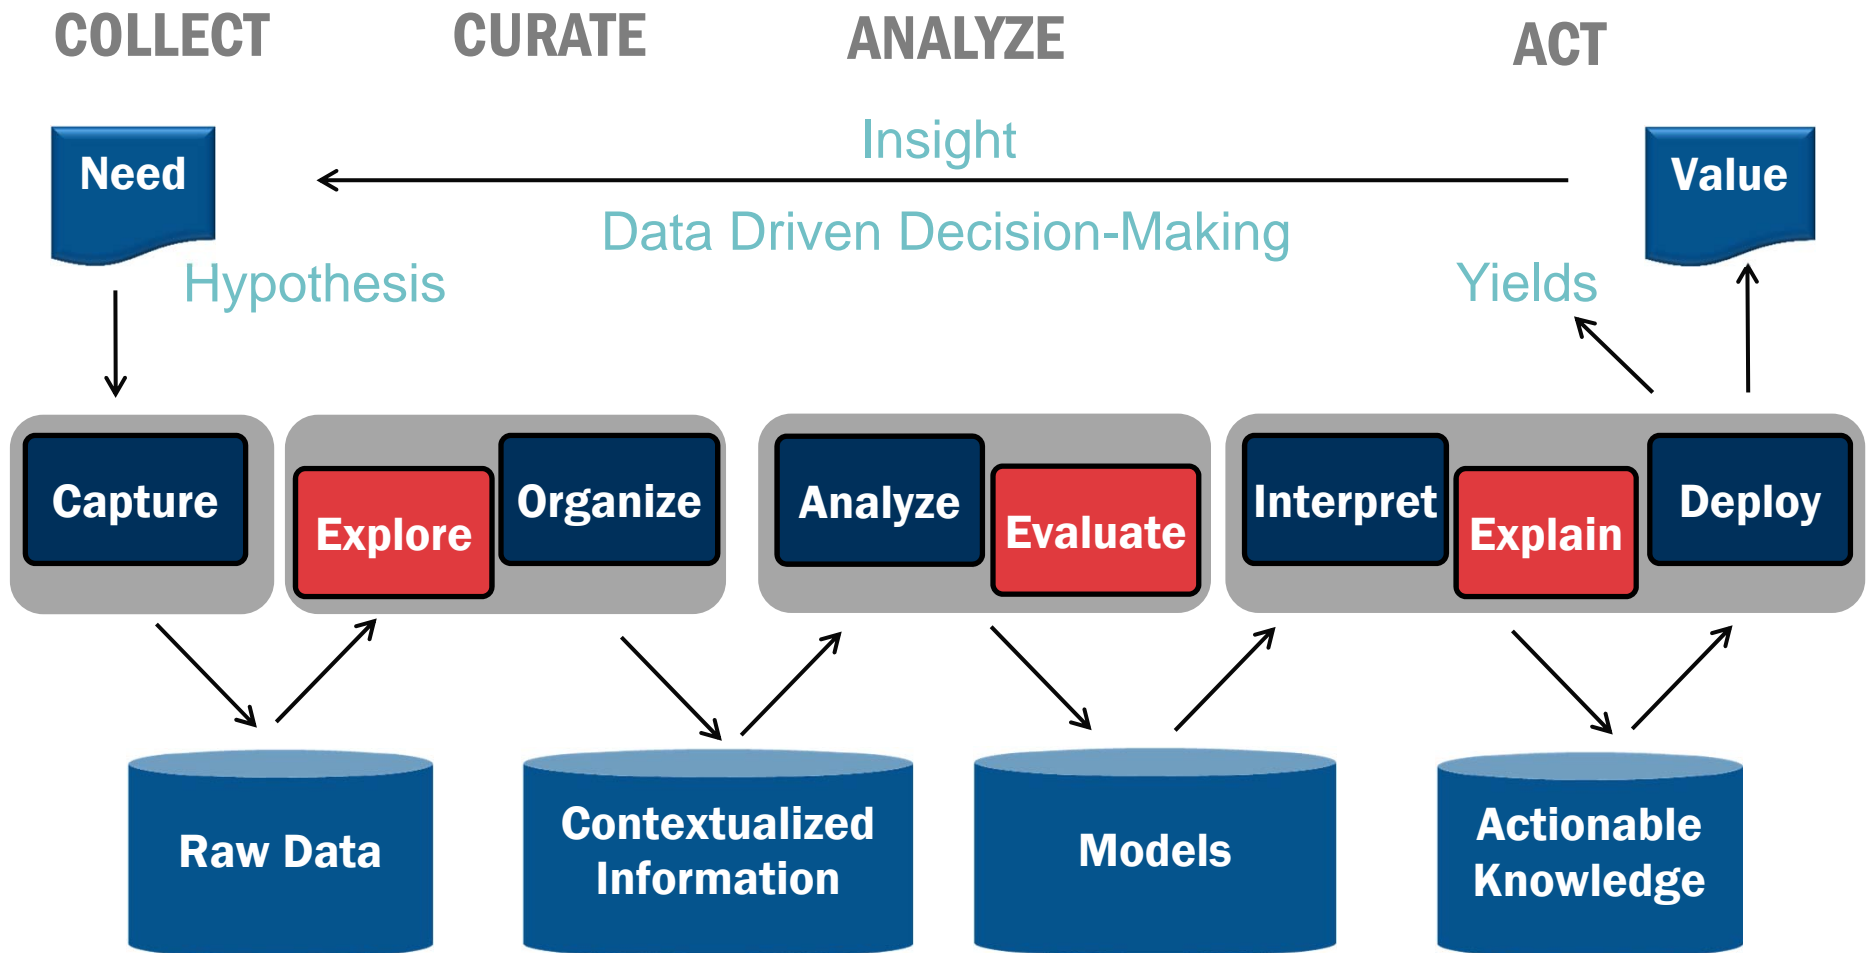 COLLECT
CURATE
ANALYZE
ACT
Need
Insight
Value
Data Driven Decision-Making
Hypothesis
Yields
Capture
Explore
Organize
Analyze
Evaluate
Interpret
Explain
Deploy
Raw Data
Contextualized
Information
Models
Actionable
Knowledge